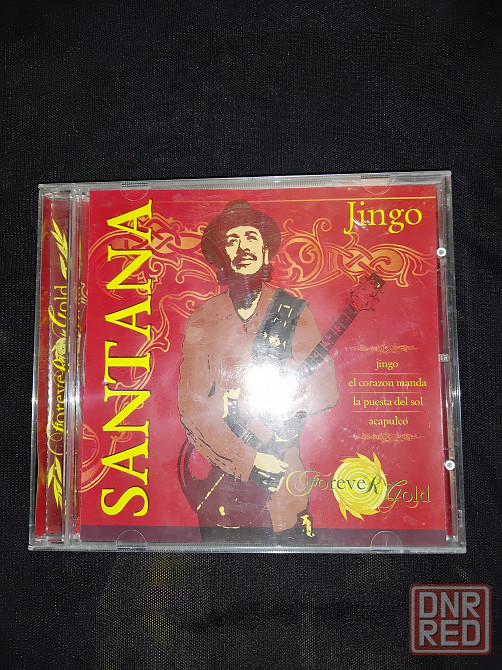 SANTANA
Jingo
jingo
el corazon manda
la puesta del sol
acapulco
ForeveR Gold
ForeveR Gold
DNR
RED